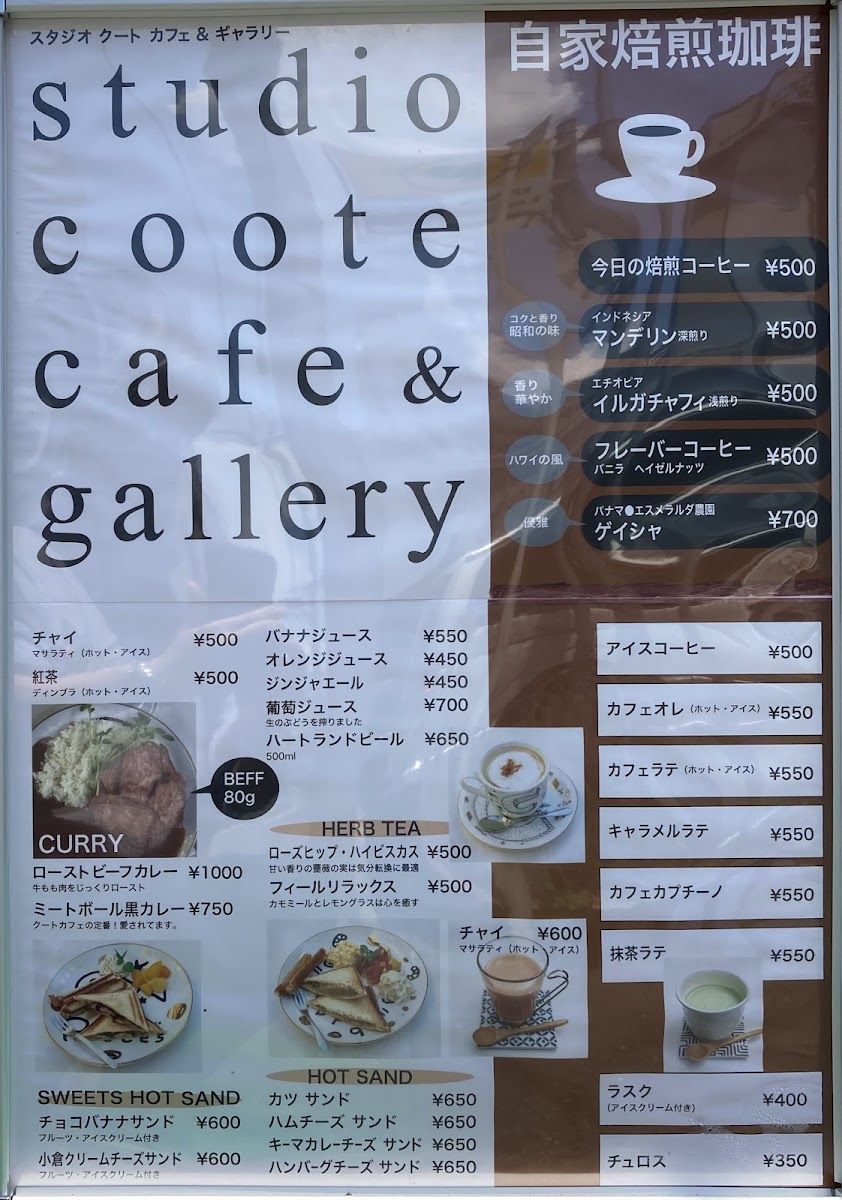 スタジオ クート カフェ & ギャラリー
studio
coote
cafe &
gallery
自家焙煎珈琲
今日の焙煎コーヒー ¥500
コクと香り
昭和の味
インドネシア
マンデリン深煎り ¥500
香り
華やか
エチオピア
イルガチャフィ浅煎り ¥500
ハワイの風
フレーバーコーヒー ¥500
バニラ ヘイゼルナッツ
優雅
パナマ●エスメラルダ農園
ゲイシャ ¥700
チャイ ¥500
マサラティ（ホット・アイス）
紅茶 ¥500
ディンブラ（ホット・アイス）
バナナジュース ¥550
オレンジジュース ¥450
ジンジャエール ¥450
葡萄ジュース ¥700
生のぶどうを搾りました
ハートランドビール ¥650
500ml
BEFF
80g
CURRY
ローストビーフカレー ¥1000
牛もも肉をじっくりロースト
ミートボール黒カレー ¥750
クートカフェの定番！愛されてます。
HERB TEA
ローズヒップ・ハイビスカス ¥500
甘い香りの薔薇の実は気分転換に最適
フィールリラックス ¥500
カモミールとレモングラスは心を癒す
チャイ ¥600
マサラティ（ホット・アイス）
SWEETS HOT SAND
チョコバナナサンド ¥600
フルーツ・アイスクリーム付き
小倉クリームチーズサンド ¥600
フルーツ・アイスクリーム付き
HOT SAND
カツ サンド ¥650
ハムチーズ サンド ¥650
キーマカレーチーズ サンド ¥650
ハンバーグチーズ サンド ¥650
アイスコーヒー ¥500
カフェオレ（ホット・アイス） ¥550
カフェラテ（ホット・アイス） ¥550
キャラメルラテ ¥550
カフェカプチーノ ¥550
抹茶ラテ ¥550
ラスク ¥400
(アイスクリーム付き)
チュロス ¥350